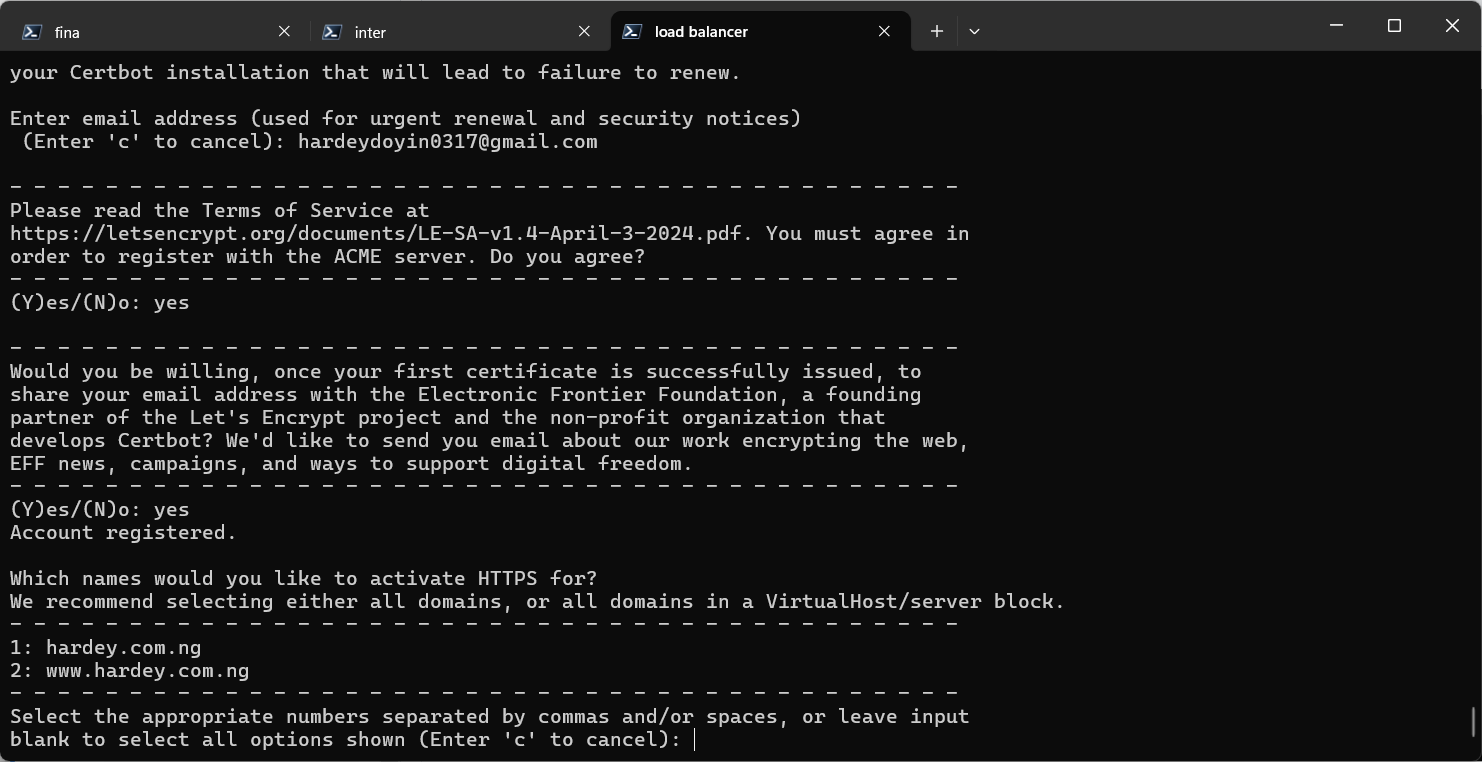 fina
inter
load balancer
your Certbot installation that will lead to failure to renew.
Enter email address (used for urgent renewal and security notices)
(Enter 'c' to cancel): hardeydoyin0317@gmail.com
- - - - - - - - - - - - - - - - - - - - - - - - - - - - - - - - - - - - - - - -
Please read the Terms of Service at
https://letsencrypt.org/documents/LE-SA-v1.4-April-3-2024.pdf. You must agree in
order to register with the ACME server. Do you agree?
- - - - - - - - - - - - - - - - - - - - - - - - - - - - - - - - - - - - - - - -
(Y)es/(N)o: yes
- - - - - - - - - - - - - - - - - - - - - - - - - - - - - - - - - - - - - - - -
Would you be willing, once your first certificate is successfully issued, to
share your email address with the Electronic Frontier Foundation, a founding
partner of the Let's Encrypt project and the non-profit organization that
develops Certbot? We'd like to send you email about our work encrypting the web,
EFF news, campaigns, and ways to support digital freedom.
- - - - - - - - - - - - - - - - - - - - - - - - - - - - - - - - - - - - - - - -
(Y)es/(N)o: yes
Account registered.
Which names would you like to activate HTTPS for?
We recommend selecting either all domains, or all domains in a VirtualHost/server block.
- - - - - - - - - - - - - - - - - - - - - - - - - - - - - - - - - - - - - - - -
1: hardey.com.ng
2: www.hardey.com.ng
- - - - - - - - - - - - - - - - - - - - - - - - - - - - - - - - - - - - - - - -
Select the appropriate numbers separated by commas and/or spaces, or leave input
blank to select all options shown (Enter 'c' to cancel):